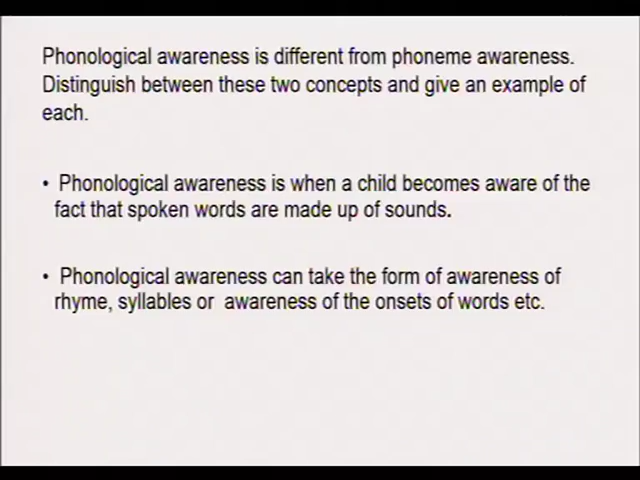 Phonological awareness is different from phoneme awareness.
Distinguish between these two concepts and give an example of
each.
• Phonological awareness is when a child becomes aware of the
fact that spoken words are made up of sounds.
• Phonological awareness can take the form of awareness of
rhyme, syllables or awareness of the onsets of words etc.